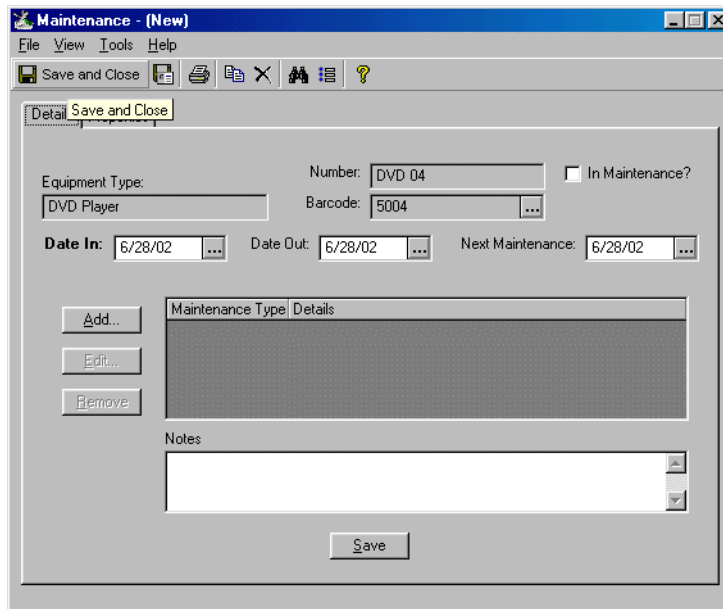 Maintenance - (New)
File View Tools Help
Save and Close
Save and Close
Number: DVD 04
In Maintenance?
Equipment Type:
DVD Player
Barcode: 5004 ...
Date In: 6/28/02 ... Date Out: 6/28/02 ... Next Maintenance: 6/28/02 ...
Add...
Maintenance Type Details
Edit...
Remove
Notes
Save